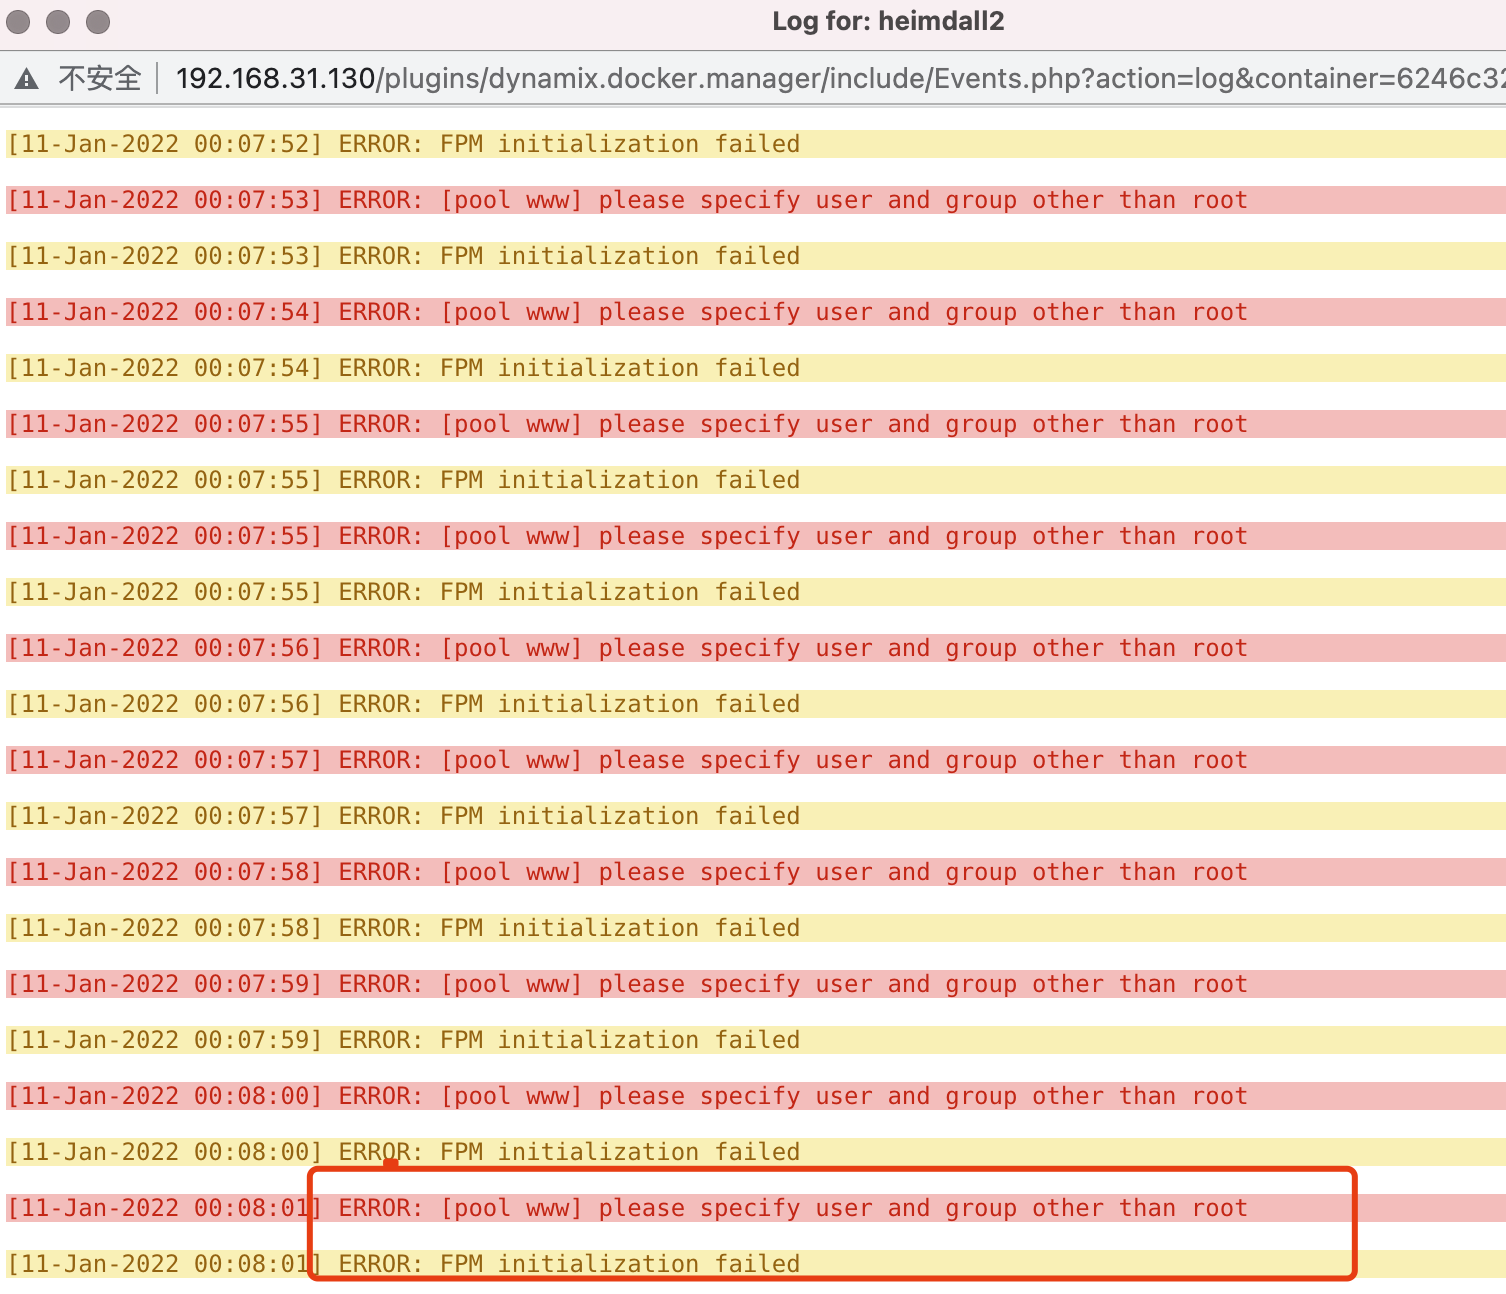 Log for: heimdall2
不安全 192.168.31.130/plugins/dynamix.docker.manager/include/Events.php?action=log&container=6246c32
[11-Jan-2022 00:07:52] ERROR: FPM initialization failed
[11-Jan-2022 00:07:53] ERROR: [pool www] please specify user and group other than root
[11-Jan-2022 00:07:53] ERROR: FPM initialization failed
[11-Jan-2022 00:07:54] ERROR: [pool www] please specify user and group other than root
[11-Jan-2022 00:07:54] ERROR: FPM initialization failed
[11-Jan-2022 00:07:55] ERROR: [pool www] please specify user and group other than root
[11-Jan-2022 00:07:55] ERROR: FPM initialization failed
[11-Jan-2022 00:07:55] ERROR: [pool www] please specify user and group other than root
[11-Jan-2022 00:07:55] ERROR: FPM initialization failed
[11-Jan-2022 00:07:56] ERROR: [pool www] please specify user and group other than root
[11-Jan-2022 00:07:56] ERROR: FPM initialization failed
[11-Jan-2022 00:07:57] ERROR: [pool www] please specify user and group other than root
[11-Jan-2022 00:07:57] ERROR: FPM initialization failed
[11-Jan-2022 00:07:58] ERROR: [pool www] please specify user and group other than root
[11-Jan-2022 00:07:58] ERROR: FPM initialization failed
[11-Jan-2022 00:07:59] ERROR: [pool www] please specify user and group other than root
[11-Jan-2022 00:07:59] ERROR: FPM initialization failed
[11-Jan-2022 00:08:00] ERROR: [pool www] please specify user and group other than root
[11-Jan-2022 00:08:00] ERROR: FPM initialization failed
[11-Jan-2022 00:08:01] ERROR: [pool www] please specify user and group other than root
[11-Jan-2022 00:08:01] ERROR: FPM initialization failed